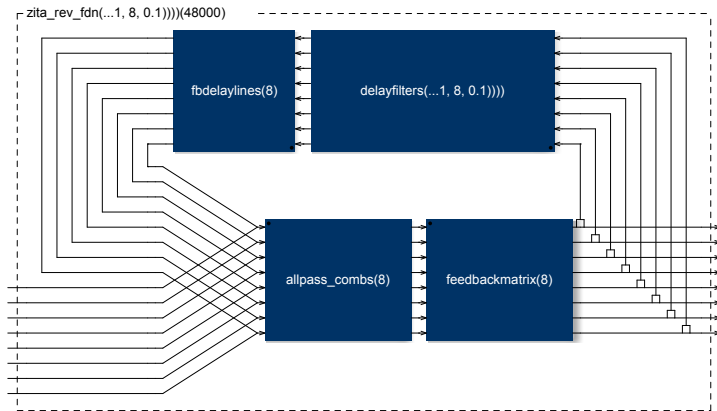 zita_rev_fdn(...1, 8, 0.1))))(48000)
fbdelaylines(8)
delayfilters(...1, 8, 0.1))))
allpass_combs(8)
feedbackmatrix(8)